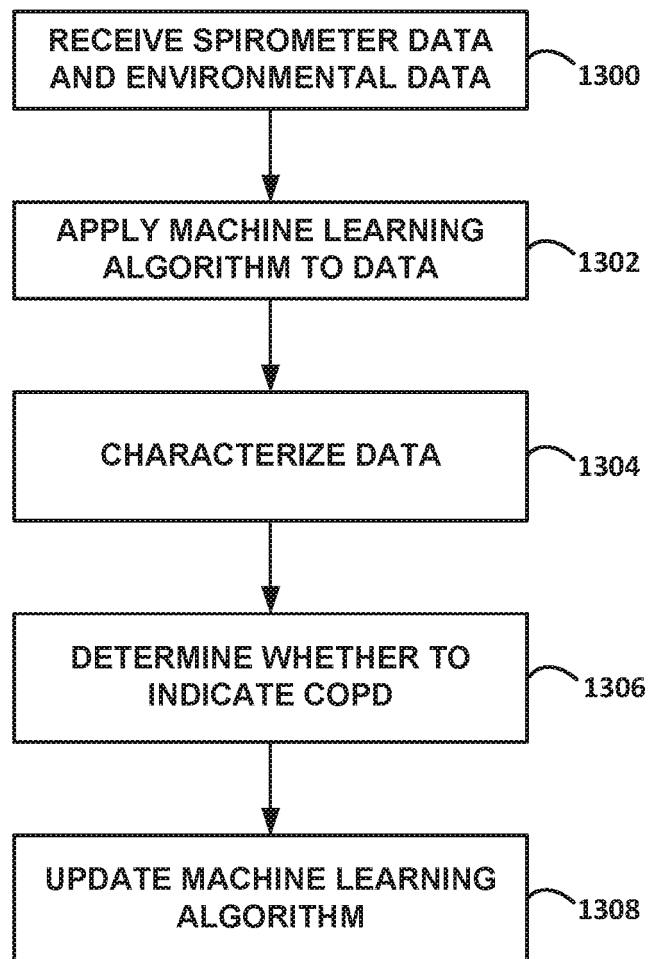 RECEIVE SPIROMETER DATA
AND ENVIRONMENTAL DATA
1300
APPLY MACHINE LEARNING
ALGORITHM TO DATA
1302
CHARACTERIZE DATA
1304
DETERMINE WHETHER TO
INDICATE COPD
1306
UPDATE MACHINE LEARNING
ALGORITHM
1308